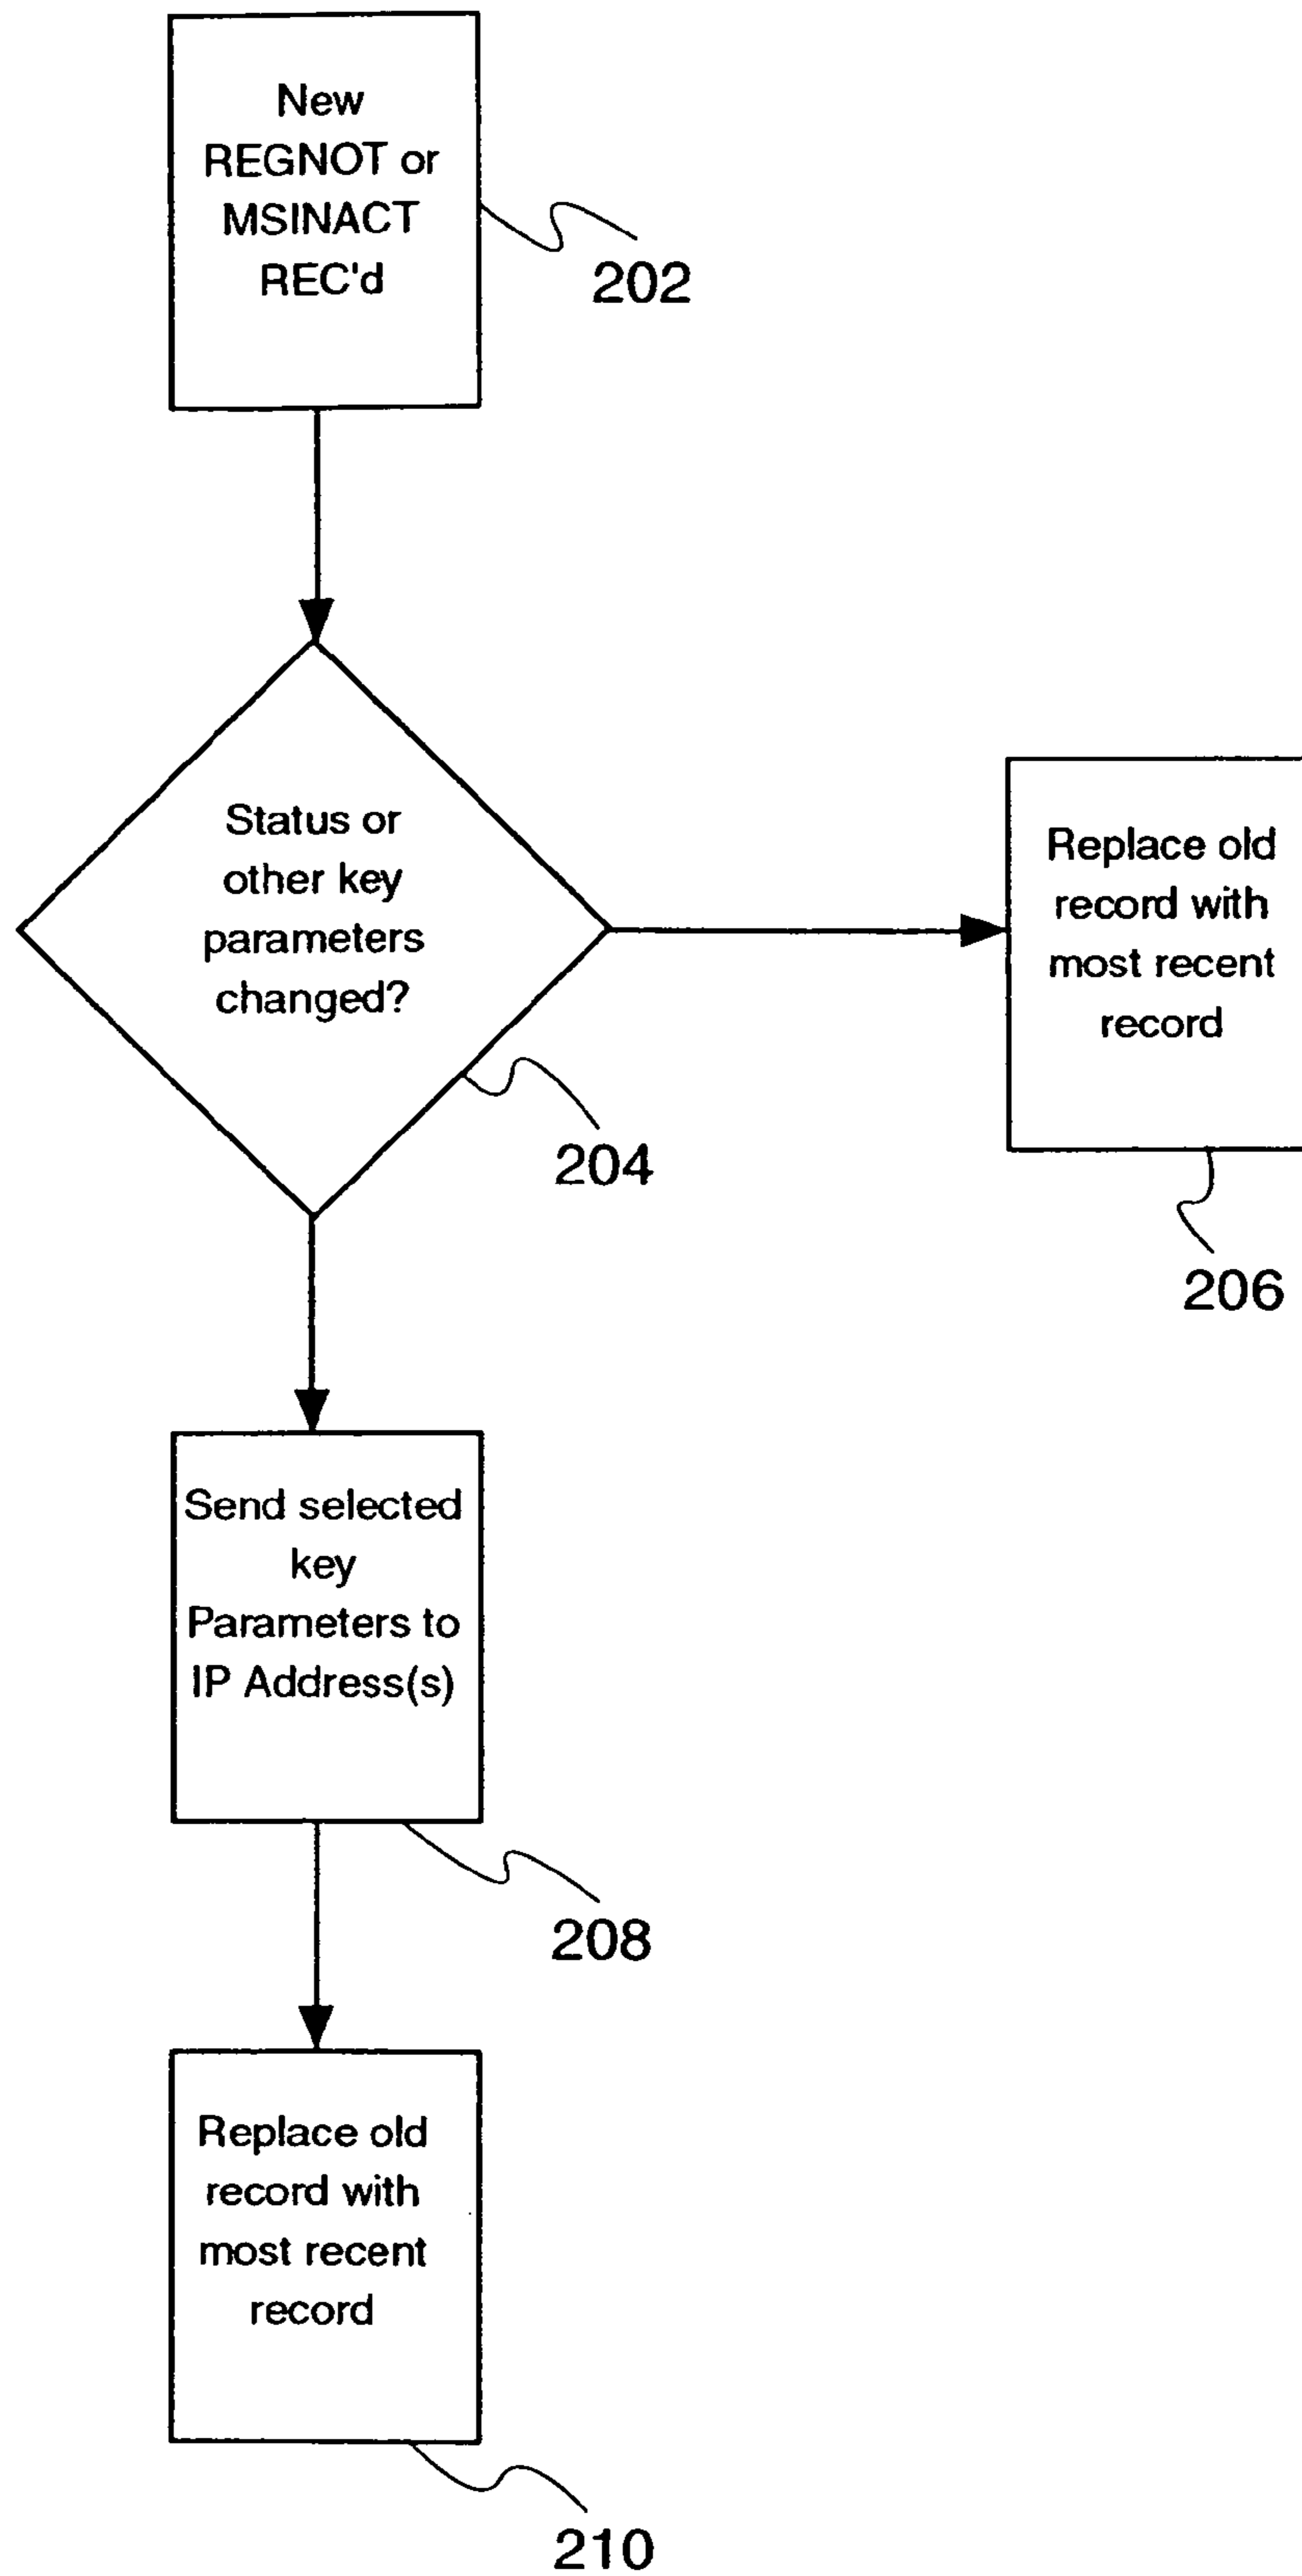 New
REGNOT or
MSINACT
REC'd
202
Status or
other key
parameters
changed?
204
Replace old
record with
most recent
record
206
Send selected
key
Parameters to
IP Address(s)
208
Replace old
record with
most recent
record
210